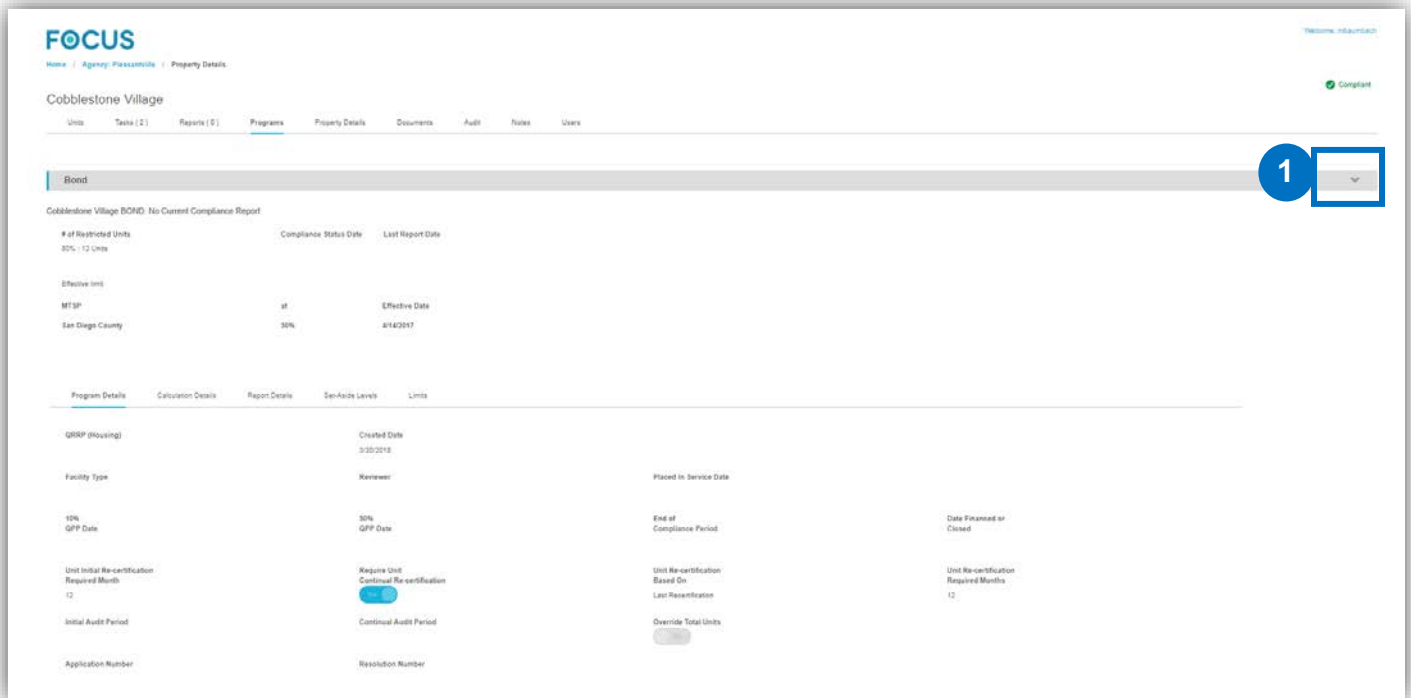 FOCUS
Welcome, mbaumbach
Home / Agency: Pleasantville / Property Details
Compliant
Cobblestone Village
Units Tasks ( 2 ) Reports ( 0 ) Programs Property Details Documents Audit Notes Users
1
Bond
Cobblestone Village BOND: No Current Compliance Report
# of Restricted Units Compliance Status Date Last Report Date
12 Units
Effective limit
MTSP at Effective Date
San Diego County 50% 4/14/2017
Program Details Calculation Details Report Details Set-Aside Levels Limits
QRRP (Housing) Created Date
3/20/2018
Facility Type Reviewer Placed In Service Date
10% 50% End of Date Financed or
QPP Date QPP Date Compliance Period Closed
Unit Initial Re-certification Require Unit Unit Re-certification Unit Re-certification
Required Month Continual Re-certification Based On Required Months
12 Last Recertification 12
Initial Audit Period Continual Audit Period Override Total Units
Application Number Resolution Number